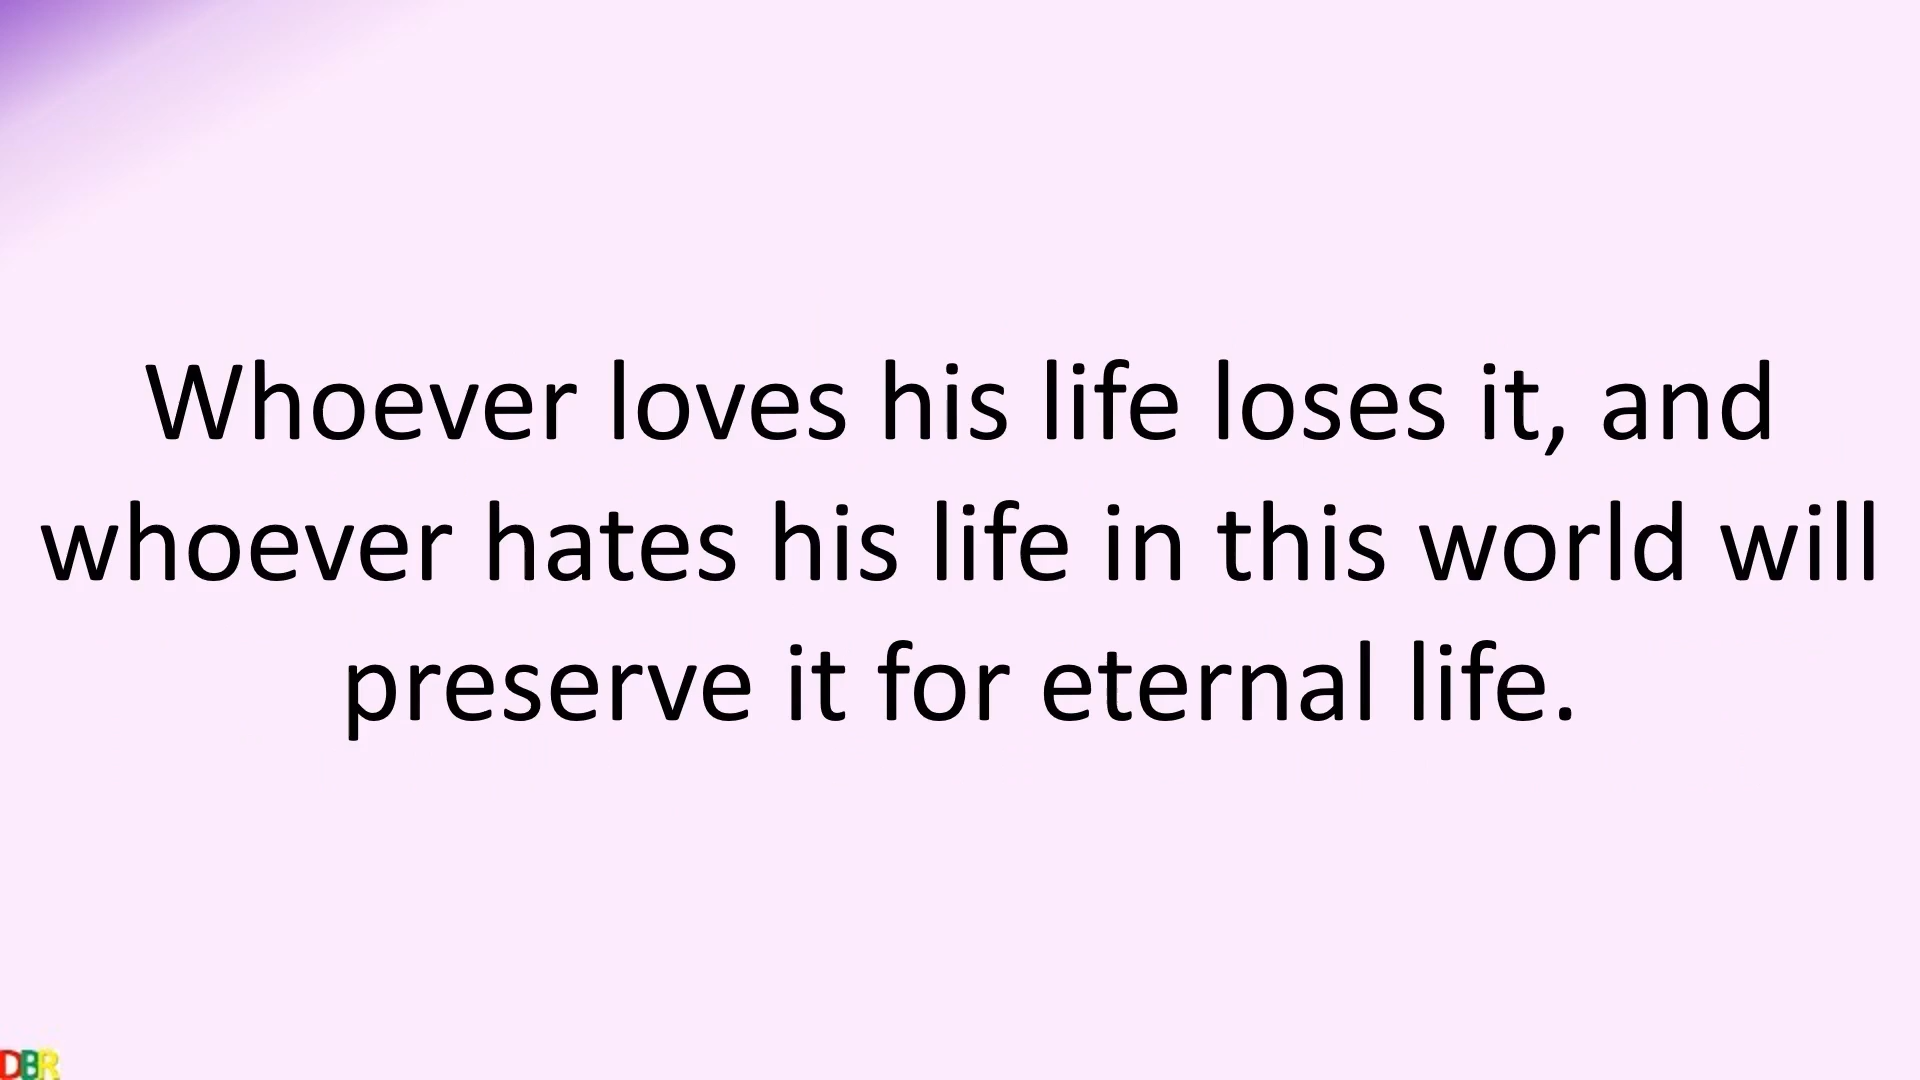 Whoever loves his life loses it, and
whoever hates his life in this world will
preserve it for eternal life.
DBR